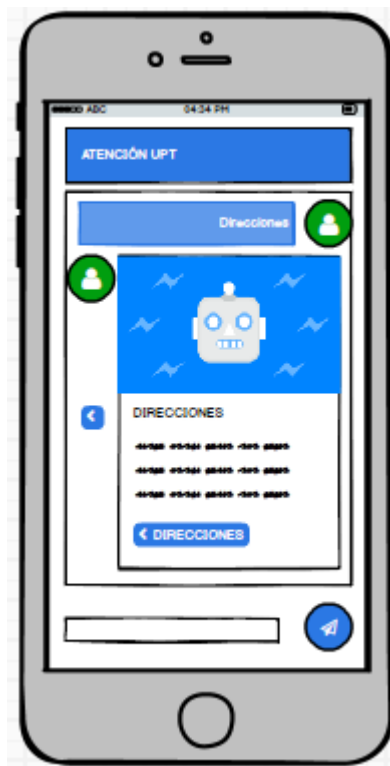 ABC 04:34 PM
ATENCIÓN UPT
Direcciones
DIRECCIONES
DIRECCIONES